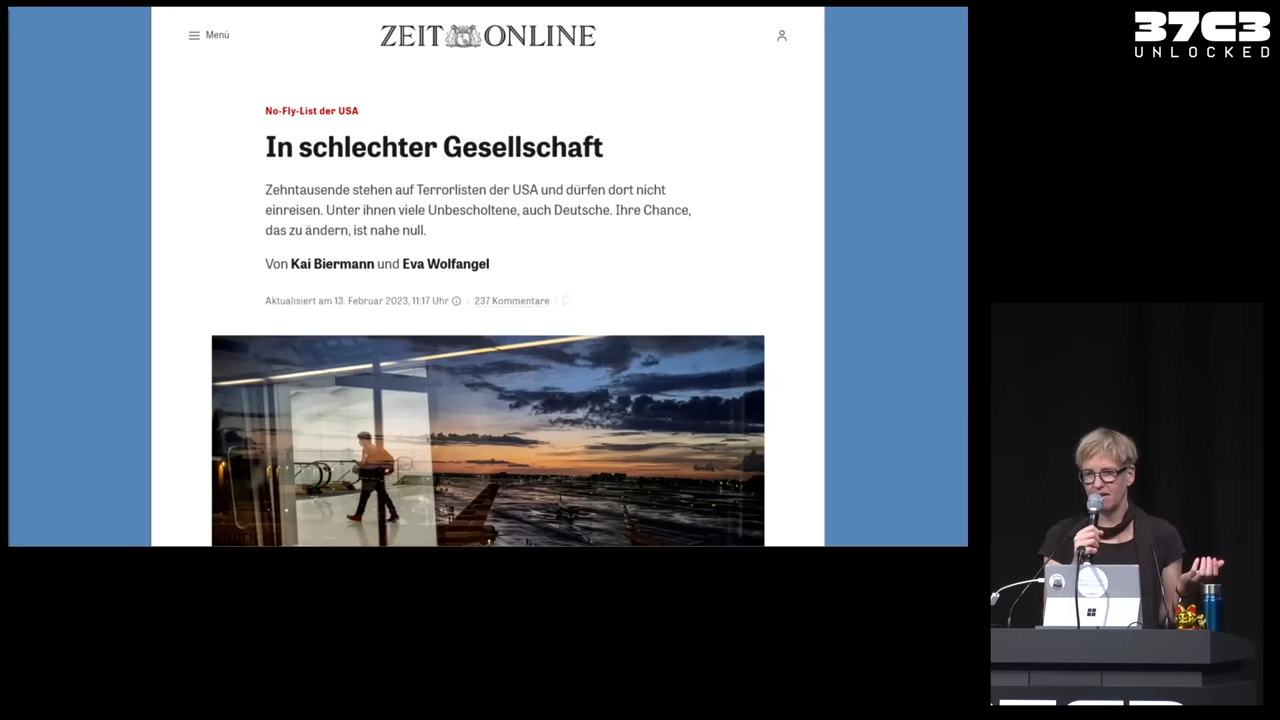 37C3
UNLOCKED
Menü
ZEIT ONLINE
No-Fly-List der USA
In schlechter Gesellschaft
Zehntausende stehen auf Terrorlisten der USA und dürfen dort nicht
einreisen. Unter ihnen viele Unbescholtene, auch Deutsche. Ihre Chance,
das zu ändern, ist nahe null.
Von Kai Biermann und Eva Wolfangel
Aktualisiert am 13. Februar 2023, 11:17 Uhr / 237 Kommentare /